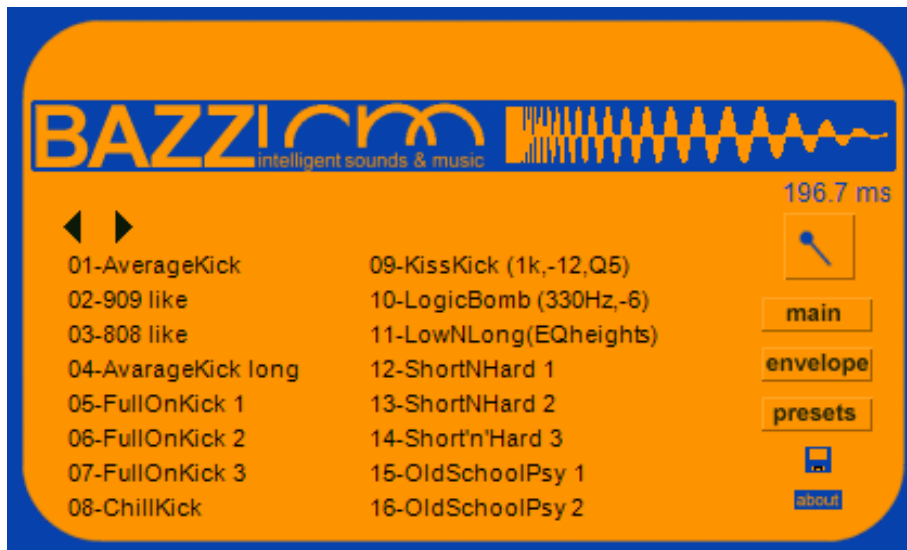 BAZZ!sm
intelligent sounds & music
196.7 ms
01-AverageKick
02-909 like
03-808 like
04-AvarageKick long
05-FullOnKick 1
06-FullOnKick 2
07-FullOnKick 3
08-ChillKick
09-KissKick (1k,-12,Q5)
10-LogicBomb (330Hz,-6)
11-LowNLong(EQheights)
12-ShortNHard 1
13-ShortNHard 2
14-Short'n'Hard 3
15-OldSchoolPsy 1
16-OldSchoolPsy 2
main
envelope
presets
about